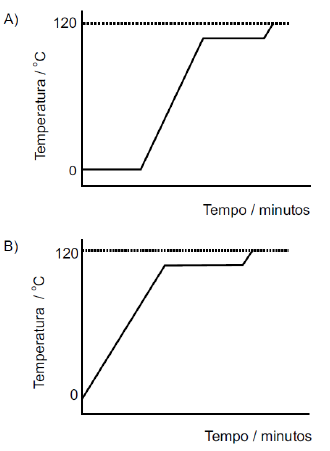 A)
120
Temperatura / °C
0
Tempo / minutos
B)
120
Temperatura / °C
0
Tempo / minutos